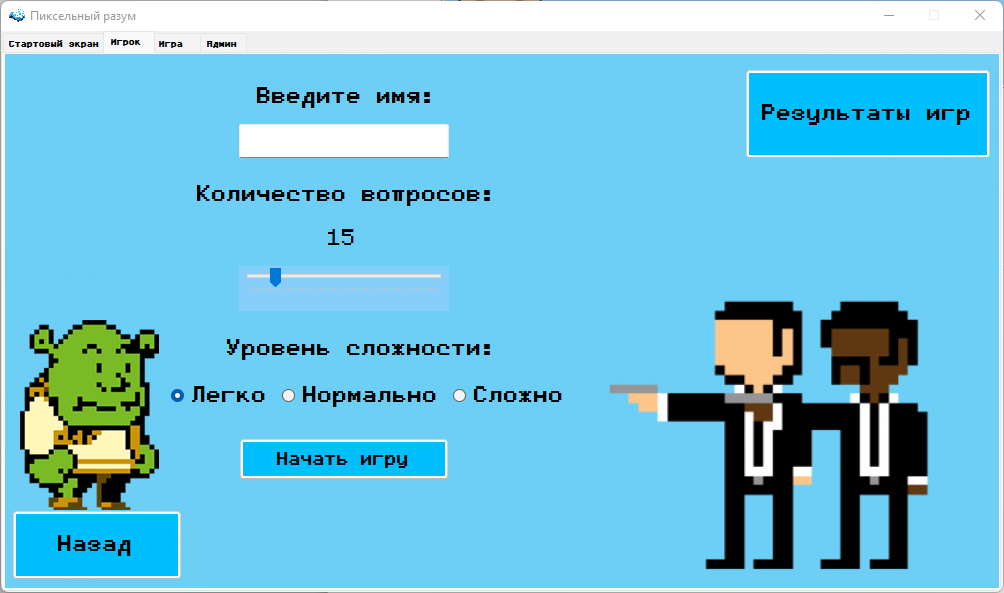 Пиксельный разум
Стартовый экран Игрок Игра Админ
Введите имя:
Результаты игр
Количество вопросов:
15
Уровень сложности:
Легко Нормально Сложно
Начать игру
Назад